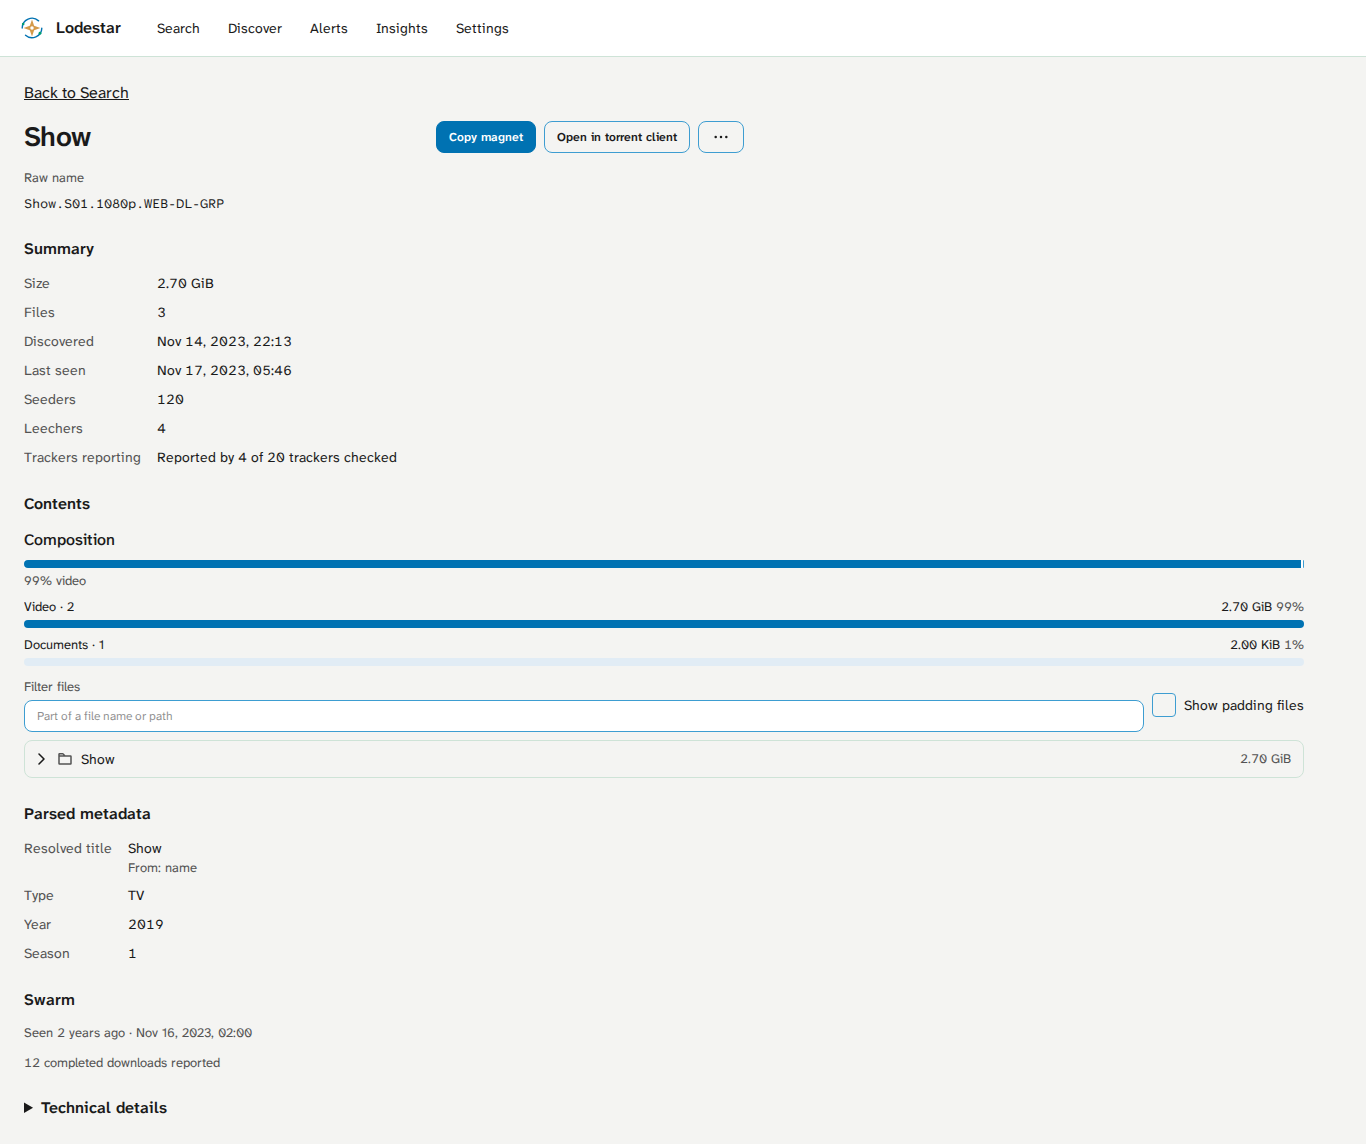 Lodestar
Search
Discover
Alerts
Insights
Settings
Back to Search
Show
Copy magnet
Open in torrent client
...
Raw name
Show.S01.1080p.WEB-DL-GRP
Summary
Size 2.70 GiB
Files 3
Discovered Nov 14, 2023, 22:13
Last seen Nov 17, 2023, 05:46
Seeders 120
Leechers 4
Trackers reporting Reported by 4 of 20 trackers checked
Contents
Composition
99% video
Video · 2 2.70 GiB 99%
Documents · 1 2.00 KiB 1%
Filter files
Part of a file name or path
Show padding files
Show 2.70 GiB
Parsed metadata
Resolved title Show
From: name
Type TV
Year 2019
Season 1
Swarm
Seen 2 years ago · Nov 16, 2023, 02:00
12 completed downloads reported
Technical details